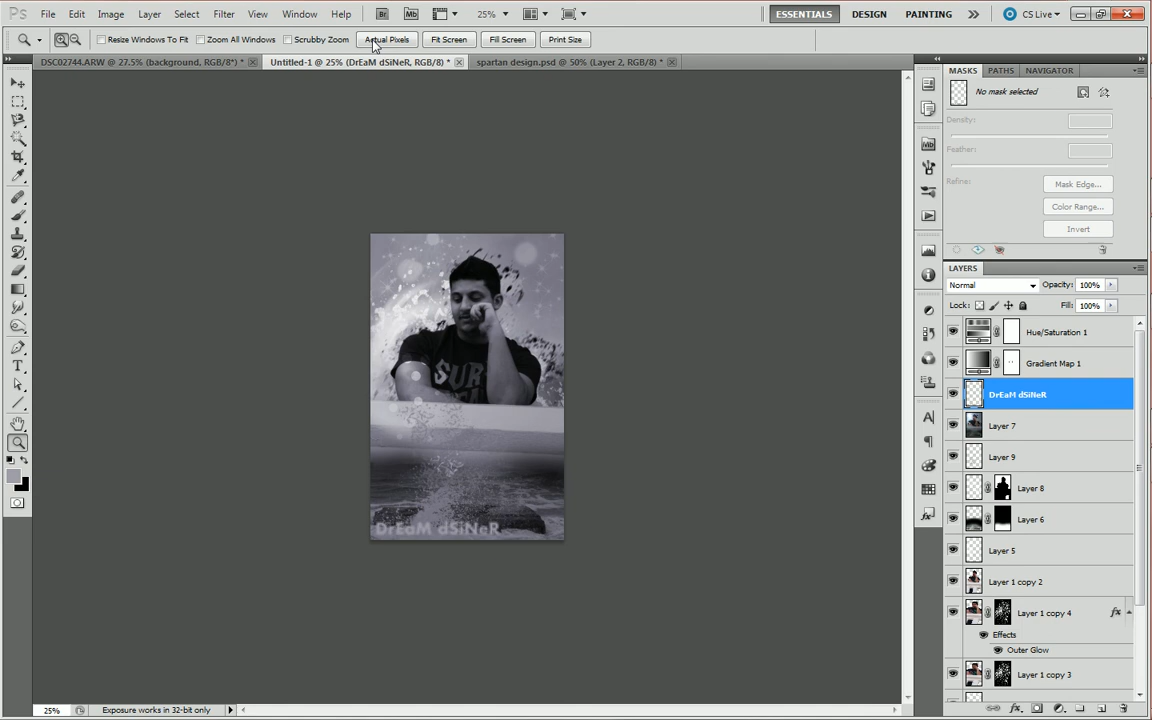 Ps File Edit Image Layer Select Filter Analysis View Window Help Br Mb 25% ESSENTIALS DESIGN PAINTING CS Live
Resize Windows To Fit Zoom All Windows Scrubby Zoom Actual Pixels Fit Screen Fill Screen Print Size
DSC02744.ARW @ 27.5% (background, RGB/8*) * Untitled-1 @ 25% (DrEaM dSiNeR, RGB/8) * spartan design.psd @ 50% (Layer 2, RGB/8) *
MASKS PATHS NAVIGATOR
No mask selected
Density:
Feather:
Refine: Mask Edge...
Color Range...
Invert
LAYERS
Normal Opacity: 100%
Lock: Fill: 100%
Hue/Saturation 1
Gradient Map 1
DrEaM dSiNeR
Layer 7
Layer 9
Layer 8
Layer 6
Layer 5
Layer 1 copy 2
Layer 1 copy 4 fx
Effects
Outer Glow
Layer 1 copy 3
SUR
DrEaM dSiNeR
25% Exposure works in 32-bit only